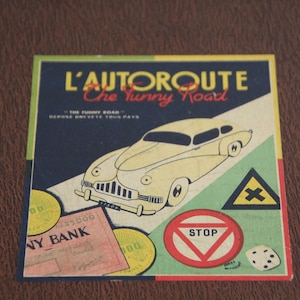 L'AUTOROUTE
The Funny Road
"THE FUNNY ROAD"
DEPOSE BREVETE TOUS PAYS
NY BANK
STOP